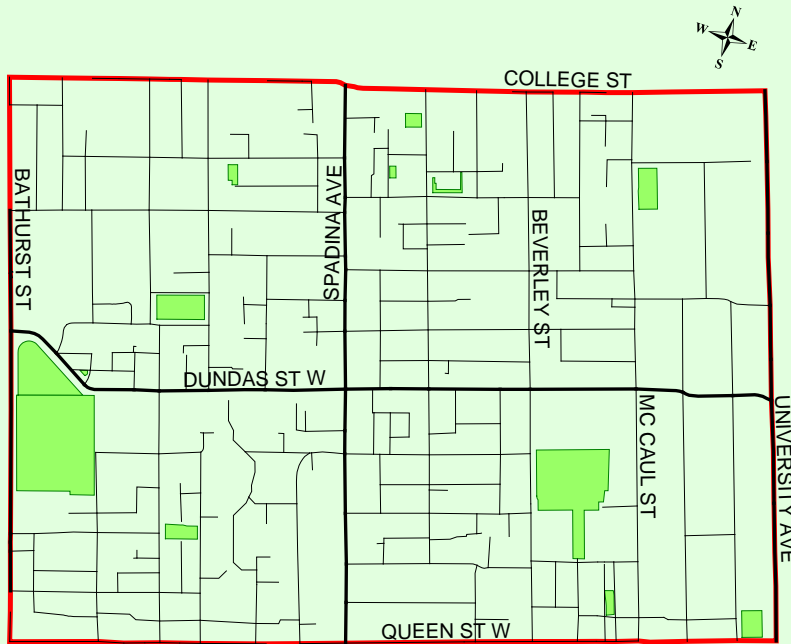 N
W
E
S
COLLEGE ST
BATHURST ST
SPADINA AVE
BEVERLEY ST
DUNDAS ST W
MC CAUL ST
UNIVERSITY AVE
QUEEN ST W